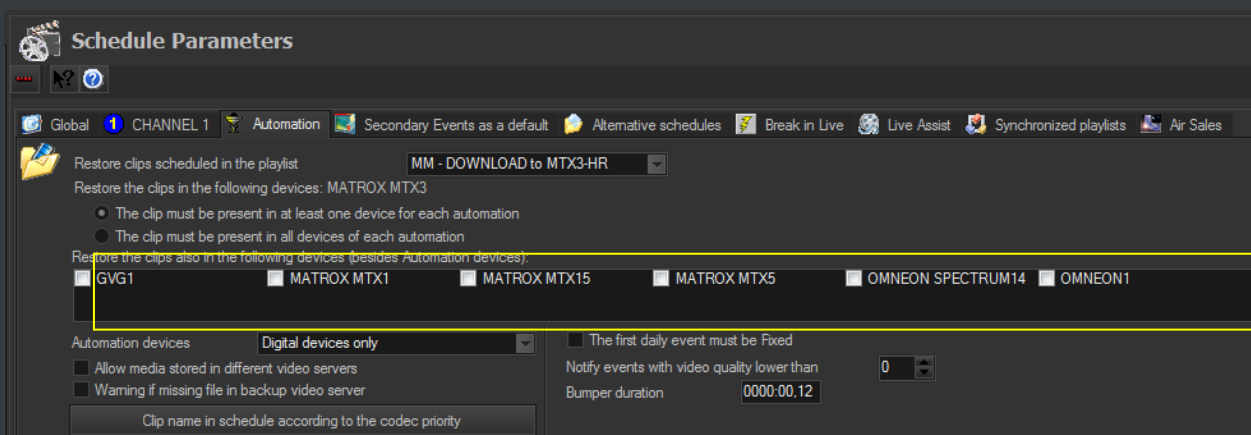 Schedule Parameters
Global 1 CHANNEL 1 Automation Secondary Events as a default Alternative schedules Break in Live Live Assist Synchronized playlists Air Sales
Restore clips scheduled in the playlist MM - DOWNLOAD to MTX3-HR
Restore the clips in the following devices: MATROX MTX3
The clip must be present in at least one device for each automation
The clip must be present in all devices of each automation
Restore the clips also in the following devices (besides Automation devices):
GVG1 MATROX MTX1 MATROX MTX15 MATROX MTX5 OMNEON SPECTRUM14 OMNEON1
Automation devices Digital devices only The first daily event must be Fixed
Allow media stored in different video servers Notify events with video quality lower than 0
Warning if missing file in backup video server Bumper duration 0000:00,12
Clip name in schedule according to the codec priority